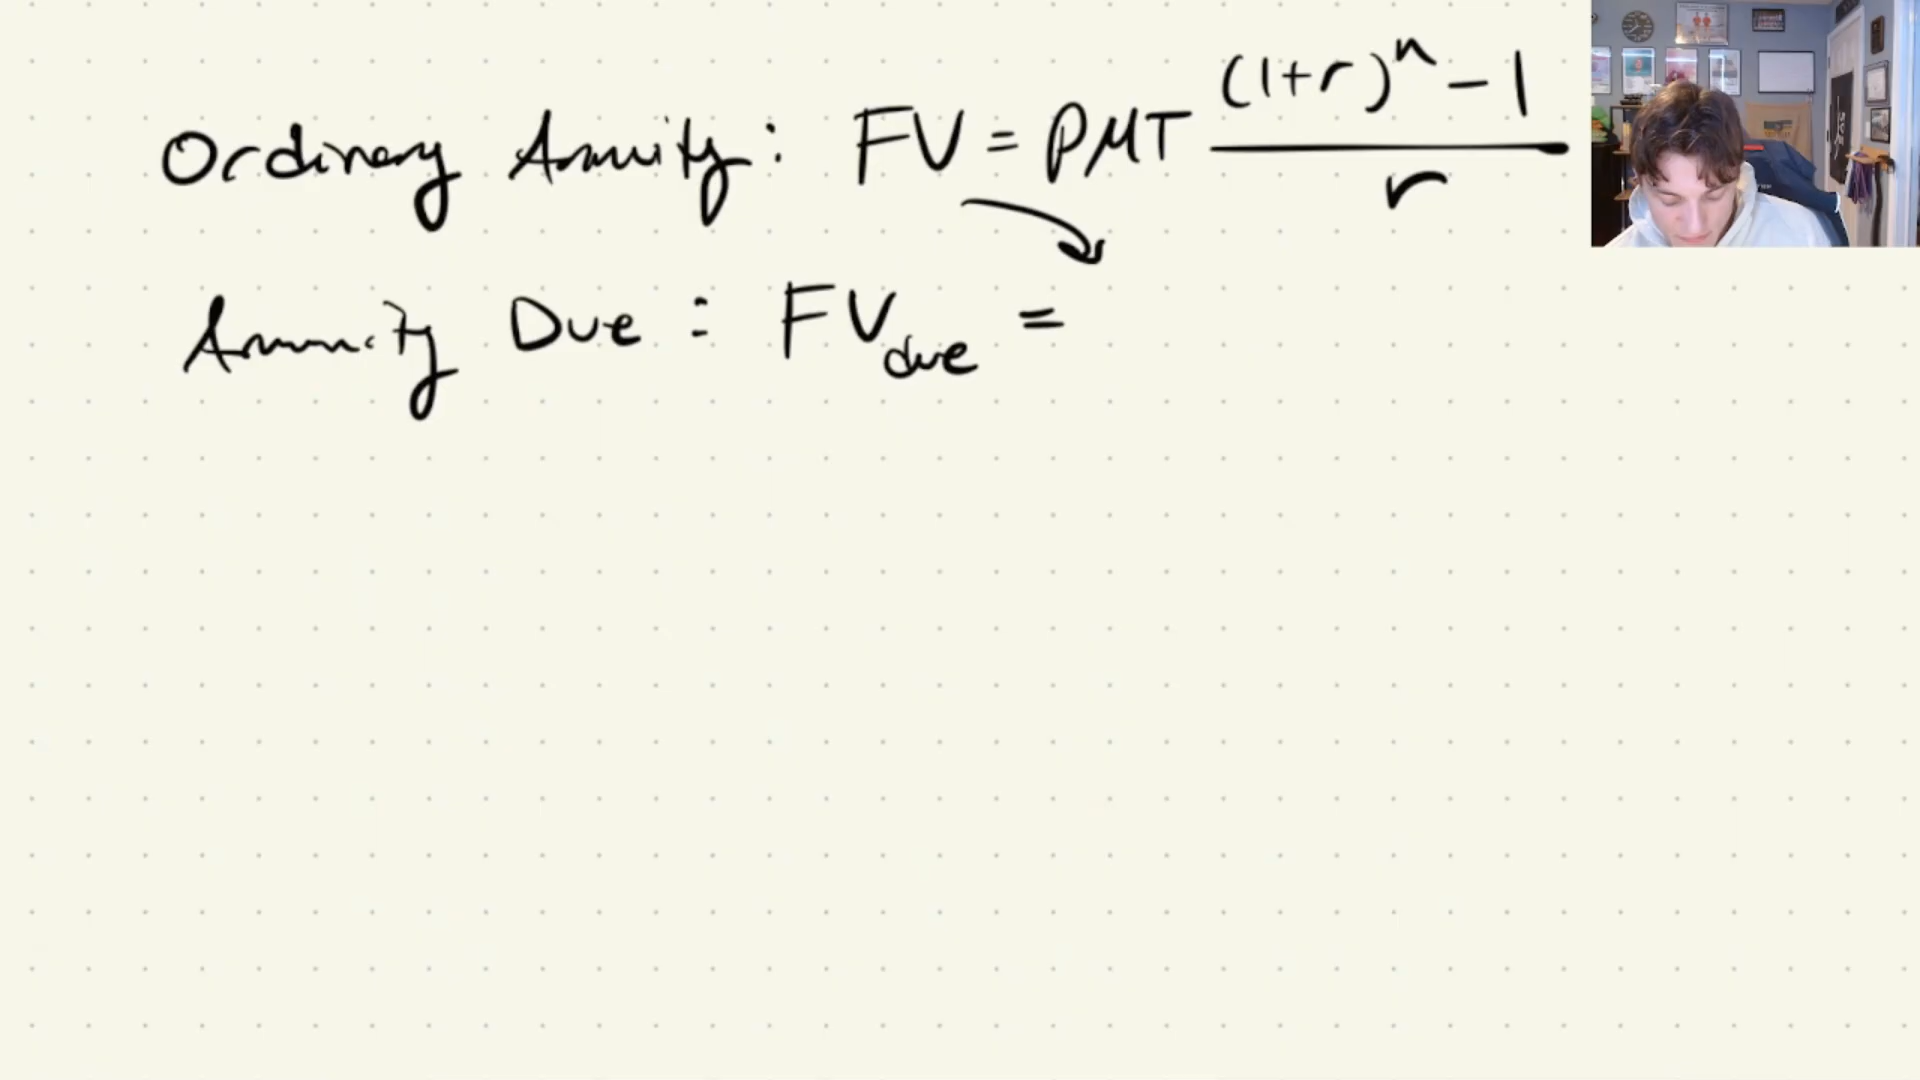 Ordinary Annuity: FV = PMT ((1+r)^n - 1) / r
Annuity Due: FV_due =